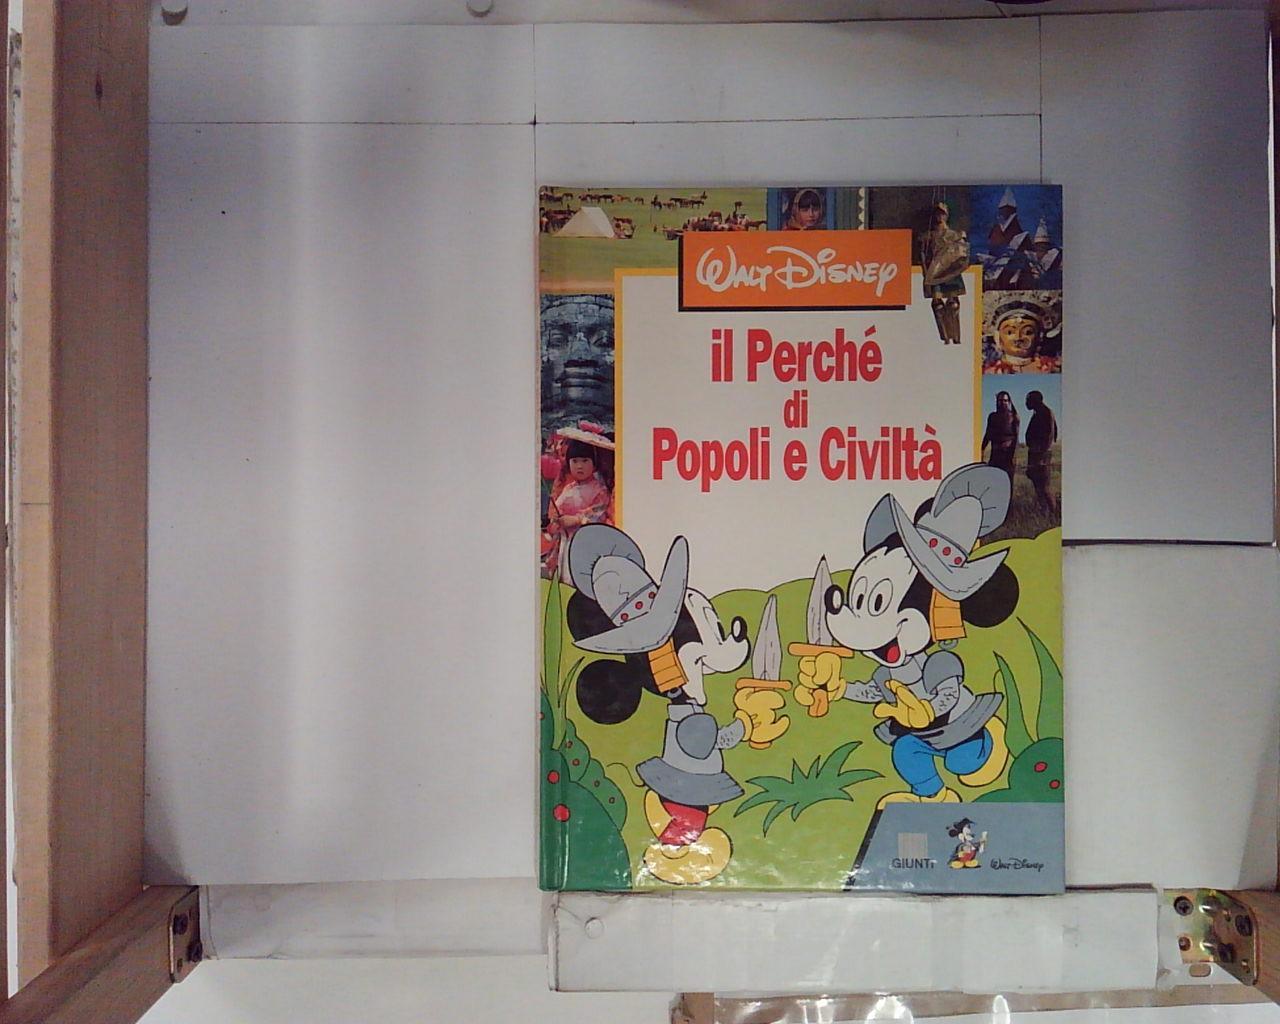 WALT DISNEY
il Perché
di
Popoli e Civiltà
GIUNTI
WALT DISNEY